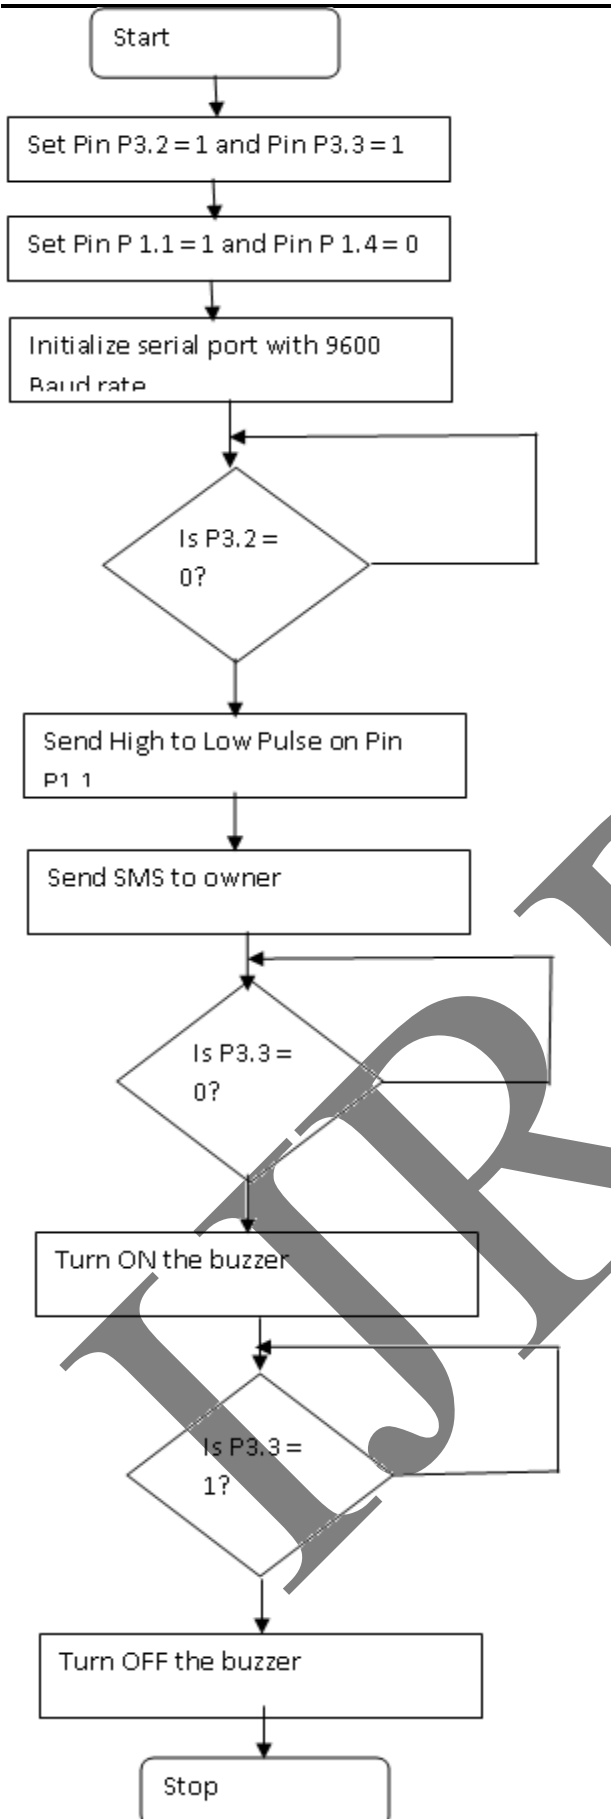 Start
Set Pin P3.2 = 1 and Pin P3.3 = 1
Set Pin P 1.1 = 1 and Pin P 1.4 = 0
Initialize serial port with 9600
Baud rate
Is P3.2 =
0?
Send High to Low Pulse on Pin
P1.1
Send SMS to owner
Is P3.3 =
0?
Turn ON the buzzer
Is P3.3 =
1?
Turn OFF the buzzer
Stop